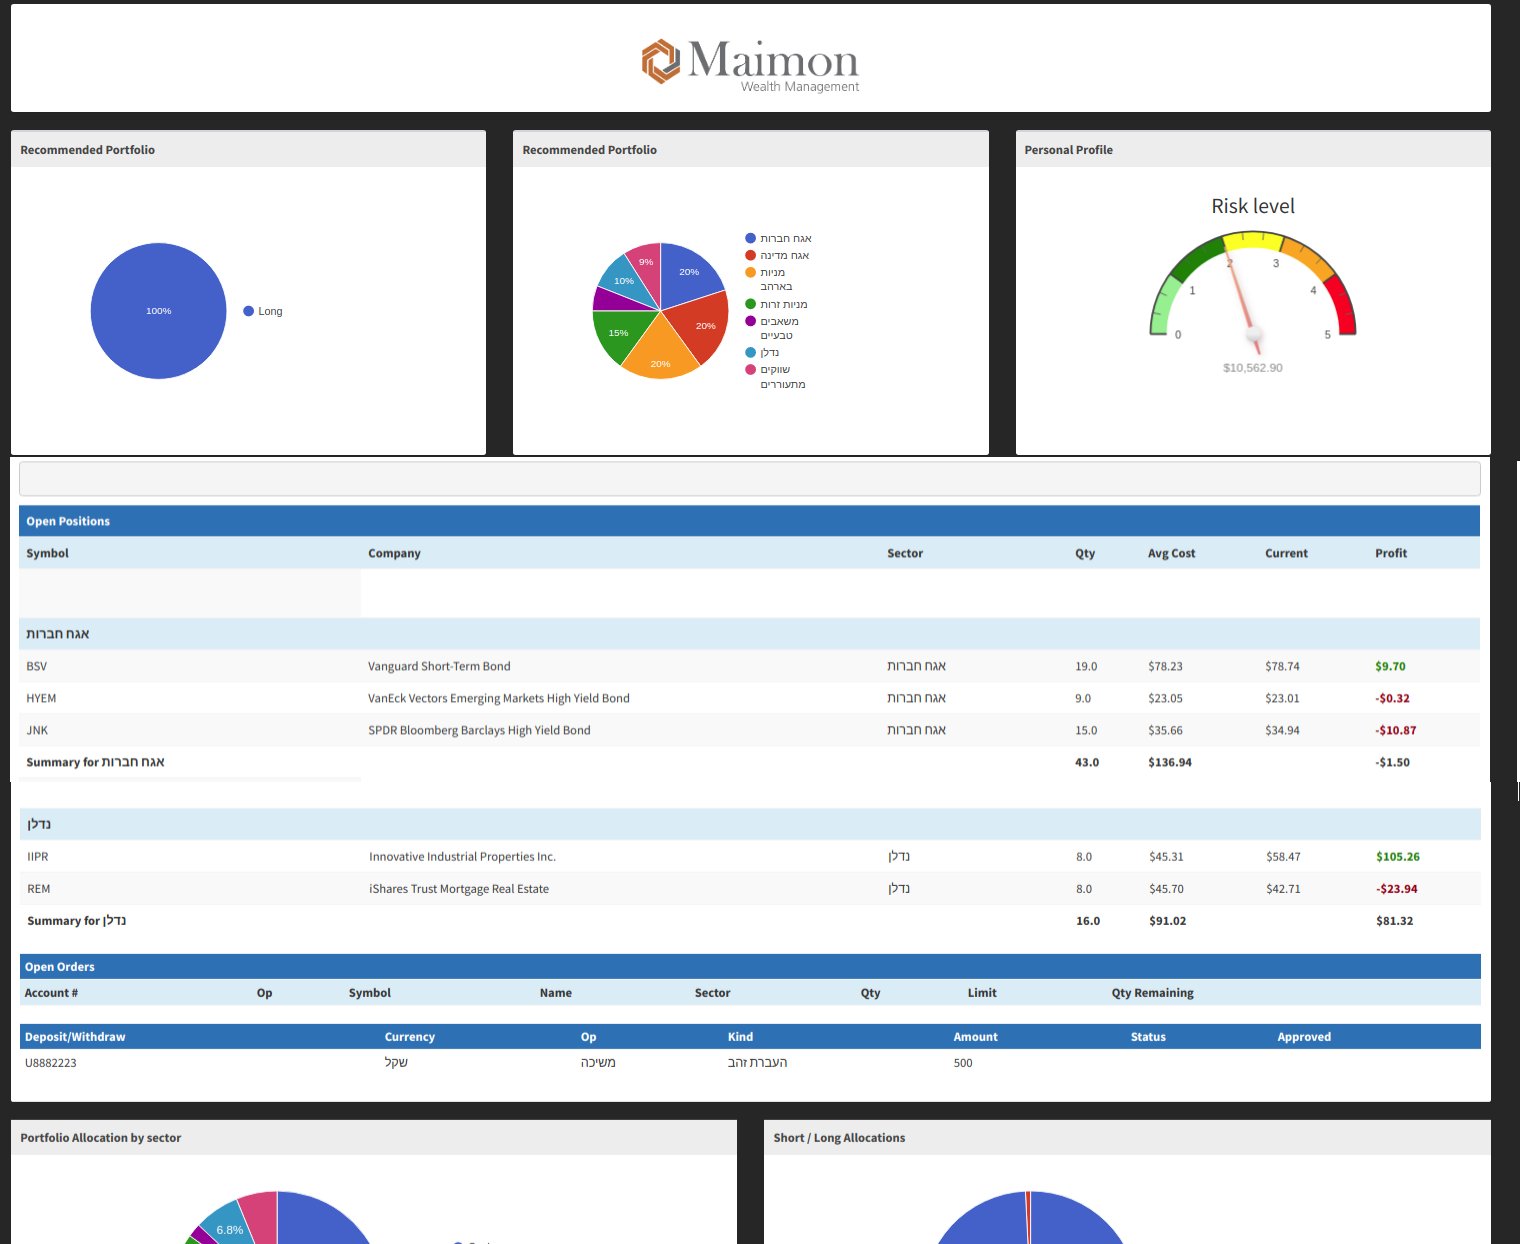 Maimon
Wealth Management
Recommended Portfolio
100%
Long
Recommended Portfolio
20%
20%
20%
15%
10%
9%
אגח חברות
אגח מדינה
מניות
בארהב
מניות זרות
משאבים
טבעיים
נדלן
שווקים
מתעוררים
Personal Profile
Risk level
0
1
2
3
4
5
$10,562.90
Open Positions
Symbol Company Sector Qty Avg Cost Current Profit
אגח חברות
BSV Vanguard Short-Term Bond אגח חברות 19.0 $78.23 $78.74 $9.70
HYEM VanEck Vectors Emerging Markets High Yield Bond אגח חברות 9.0 $23.05 $23.01 -$0.32
JNK SPDR Bloomberg Barclays High Yield Bond אגח חברות 15.0 $35.66 $34.94 -$10.87
Summary for אגח חברות 43.0 $136.94 -$1.50
נדלן
IIPR Innovative Industrial Properties Inc. נדלן 8.0 $45.31 $58.47 $105.26
REM iShares Trust Mortgage Real Estate נדלן 8.0 $45.70 $42.71 -$23.94
Summary for נדלן 16.0 $91.02 $81.32
Open Orders
Account # Op Symbol Name Sector Qty Limit Qty Remaining
Deposit/Withdraw Currency Op Kind Amount Status Approved
U8882223 שקל משיכה העברת זהב 500
Portfolio Allocation by sector
6.8%
Short / Long Allocations